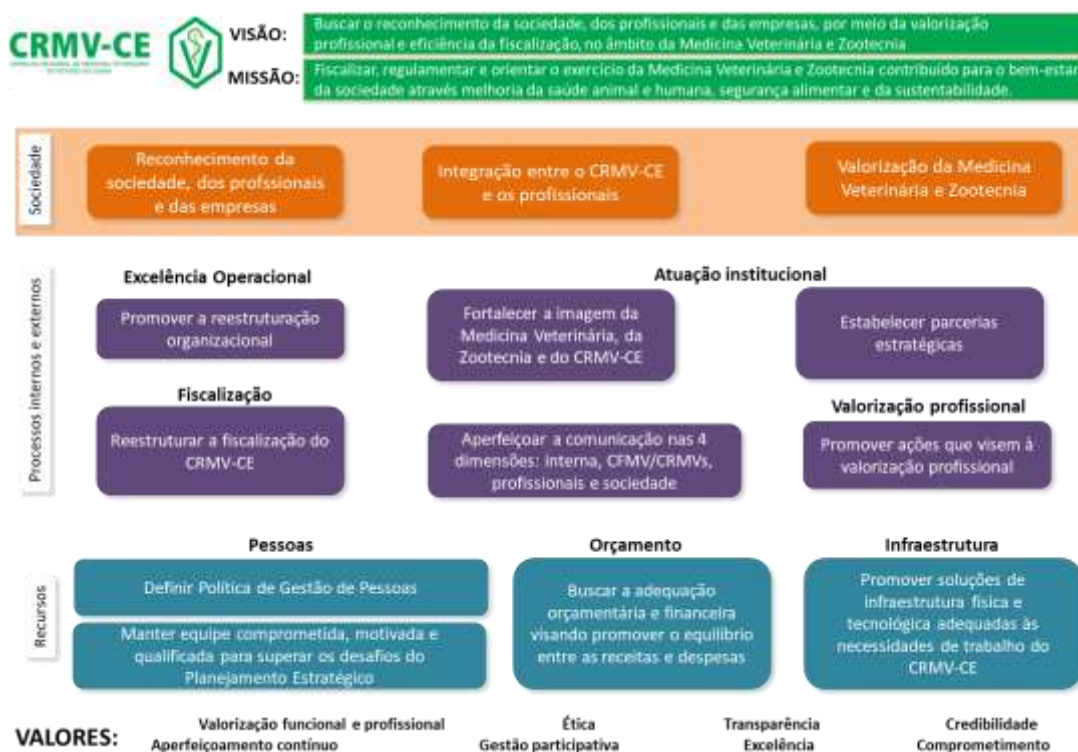 CRMV-CE
VISÃO:
Buscar o reconhecimento da sociedade, dos profissionais e das empresas, por meio da valorização
profissional e eficiência da fiscalização, no âmbito da Medicina Veterinária e Zootecnia
MISSÃO:
Fiscalizar, regulamentar e orientar o exercício da Medicina Veterinária e Zootecnia contribuído para o bem-estar
da sociedade através melhoria da saúde animal e humana, segurança alimentar e da sustentabilidade.
Sociedade
Reconhecimento da
sociedade, dos profssionais
e das empresas
Integração entre o CRMV-CE
e os profissionais
Valorização da Medicina
Veterinária e Zootecnia
Processos internos e externos
Excelência Operacional
Promover a reestruturação
organizacional
Atuação institucional
Fortalecer a imagem da
Medicina Veterinária, da
Zootecnia e do CRMV-CE
Estabelecer parcerias
estratégicas
Fiscalização
Reestruturar a fiscalização do
CRMV-CE
Aperfeiçoar a comunicação nas 4
dimensões: interna, CFMV/CRMVs,
profissionais e sociedade
Valorização profissional
Promover ações que visem à
valorização profissional
Recursos
Pessoas
Definir Política de Gestão de Pessoas
Manter equipe comprometida, motivada e
qualificada para superar os desafios do
Planejamento Estratégico
Orçamento
Buscar a adequação
orçamentária e financeira
visando promover o equilíbrio
entre as receitas e despesas
Infraestrutura
Promover soluções de
infraestrutura física e
tecnológica adequadas às
necessidades de trabalho do
CRMV-CE
VALORES:
Valorização funcional e profissional
Ética
Transparência
Credibilidade
Aperfeiçoamento contínuo
Gestão participativa
Excelência
Comprometimento